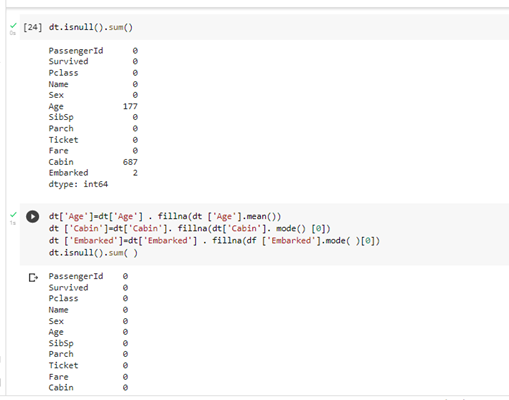 [24] dt.isnull().sum()
0s
PassengerId 0
Survived 0
Pclass 0
Name 0
Sex 0
Age 177
SibSp 0
Parch 0
Ticket 0
Fare 0
Cabin 687
Embarked 2
dtype: int64
dt['Age']=dt['Age'] . fillna(dt ['Age'].mean())
1s
dt ['Cabin']=dt['Cabin']. fillna(dt['Cabin']. mode() [0])
dt ['Embarked']=dt['Embarked'] . fillna(df ['Embarked'].mode( )[0])
dt.isnull().sum( )
PassengerId 0
Survived 0
Pclass 0
Name 0
Sex 0
Age 0
SibSp 0
Parch 0
Ticket 0
Fare 0
Cabin 0